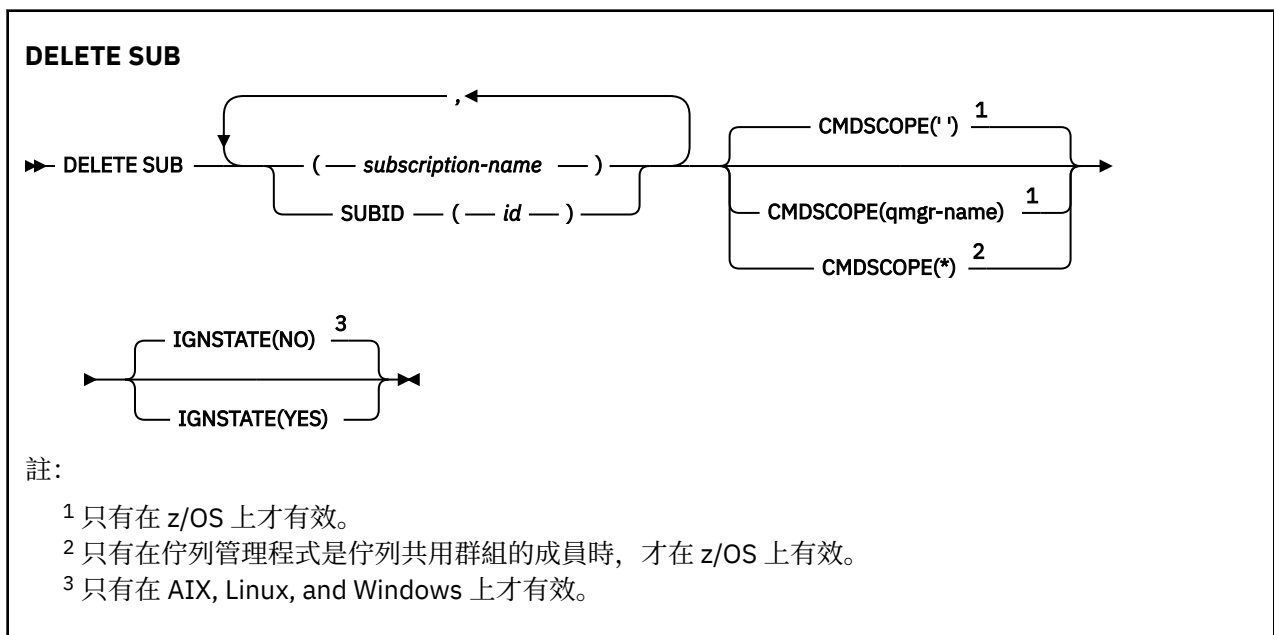 DELETE SUB
,
DELETE SUB ( subscription-name ) CMDSCOPE(' ') 1
SUBID ( id ) CMDSCOPE(qmgr-name) 1
CMDSCOPE(*) 2
IGNSTATE(NO) 3
IGNSTATE(YES)
註：
1 只有在 z/OS 上才有效。
2 只有在佇列管理程式是佇列共用群組的成員時，才在 z/OS 上有效。
3 只有在 AIX, Linux, and Windows 上才有效。